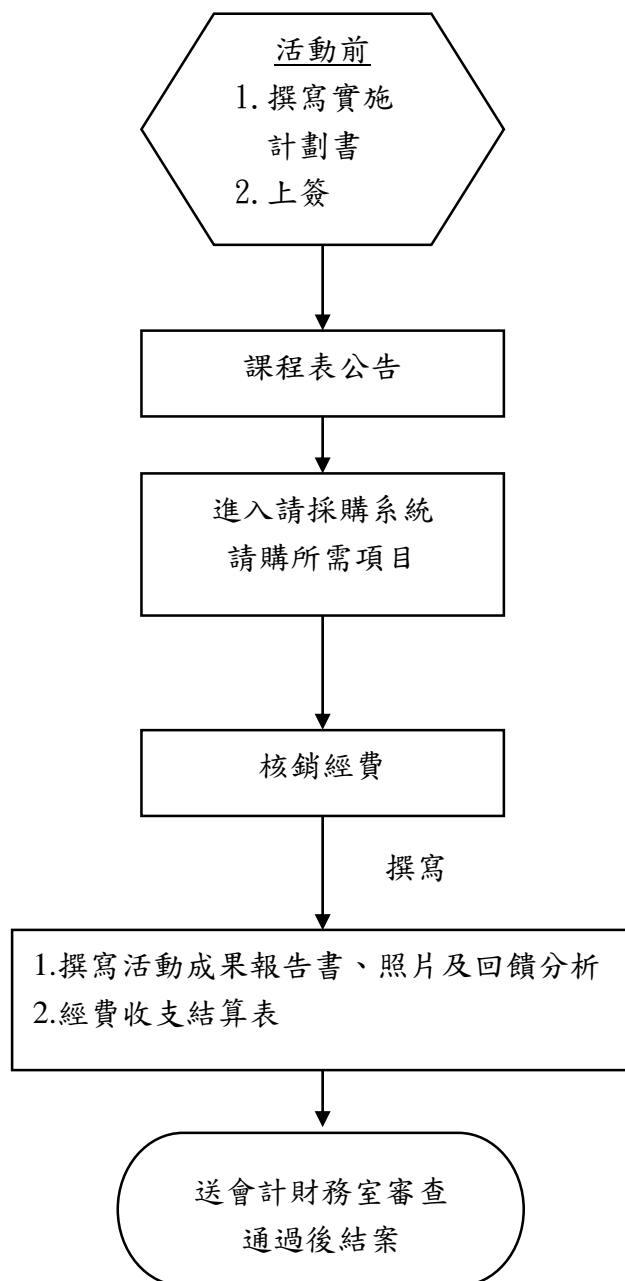 活動前
1. 撰寫實施
計劃書
2. 上簽
課程表公告
進入請採購系統
請購所需項目
核銷經費
撰寫
1.撰寫活動成果報告書、照片及回饋分析
2.經費收支結算表
送會計財務室審查
通過後結案